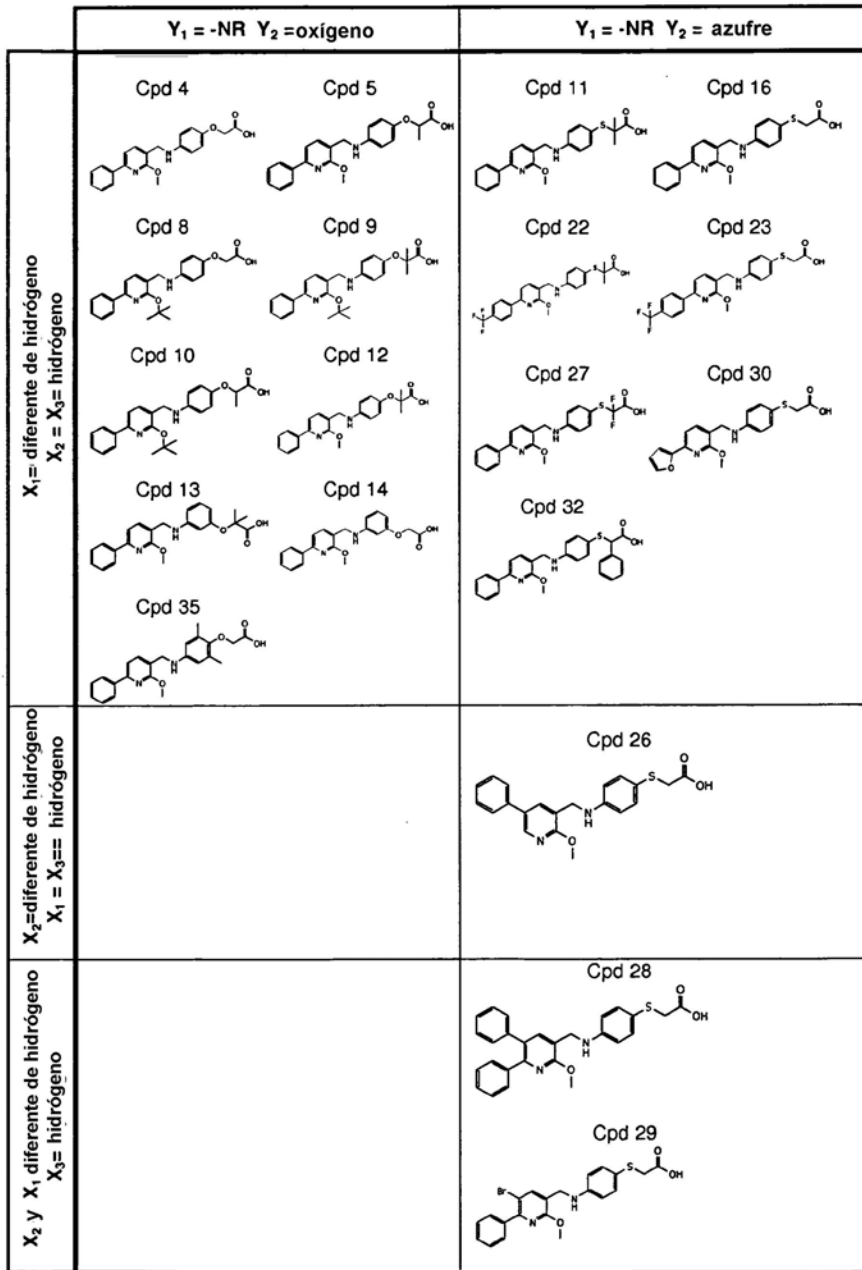 Y1 = -NR Y2 =oxígeno
Y1 = -NR Y2 = azufre
X1= diferente de hidrógeno
X2 = X3= hidrógeno
Cpd 4
Cpd 5
Cpd 8
Cpd 9
Cpd 10
Cpd 12
Cpd 13
Cpd 14
Cpd 35
Cpd 11
Cpd 16
Cpd 22
Cpd 23
Cpd 27
Cpd 30
Cpd 32
X2=diferente de hidrógeno
X1 = X3== hidrógeno
Cpd 26
X2 y X1 diferente de hidrógeno
X3= hidrógeno
Cpd 28
Cpd 29